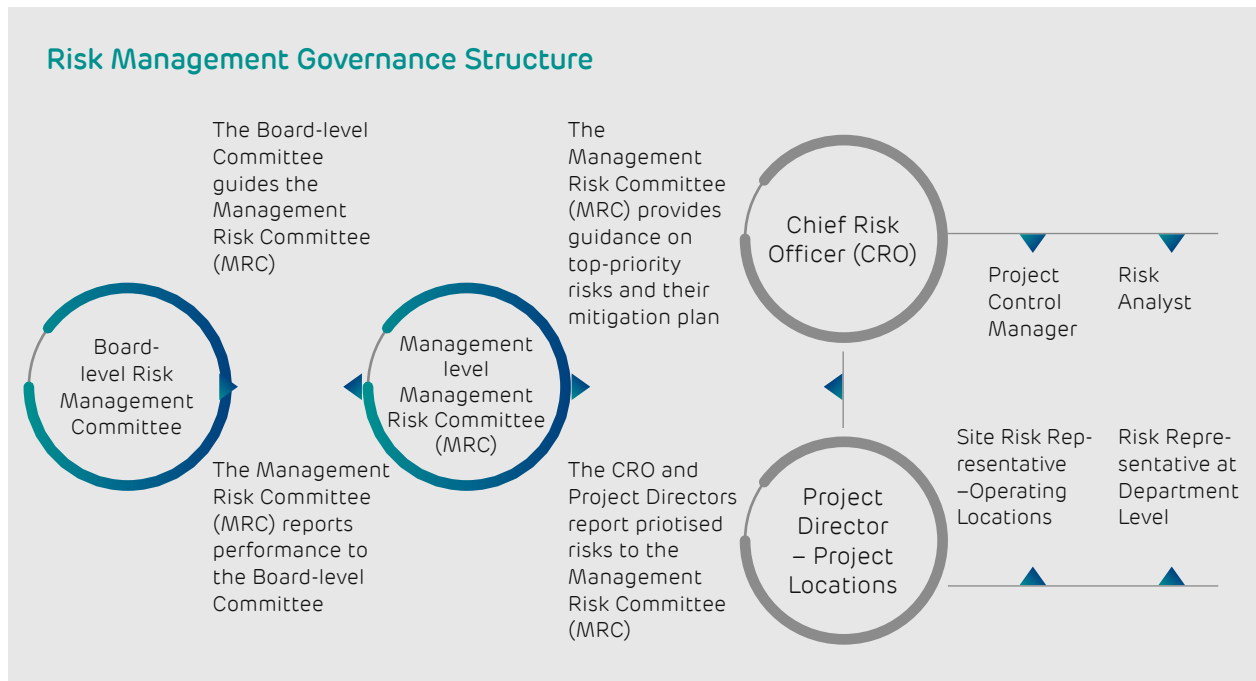 Risk Management Governance Structure
The Board-level
Committee
guides the
Management
Risk Committee
(MRC)
The
Management
Risk Committee
(MRC) provides
guidance on
top-priority
risks and their
mitigation plan
Chief Risk
Officer (CRO)
Project
Control
Manager
Risk
Analyst
Board-
level Risk
Management
Committee
Management
level
Management
Risk Committee
(MRC)
The Management
Risk Committee
(MRC) reports
performance to
the Board-level
Committee
The CRO and
Project Directors
report priotised
risks to the
Management
Risk Committee
(MRC)
Project
Director
– Project
Locations
Site Risk Rep-
resentative
–Operating
Locations
Risk Repre-
sentative at
Department
Level